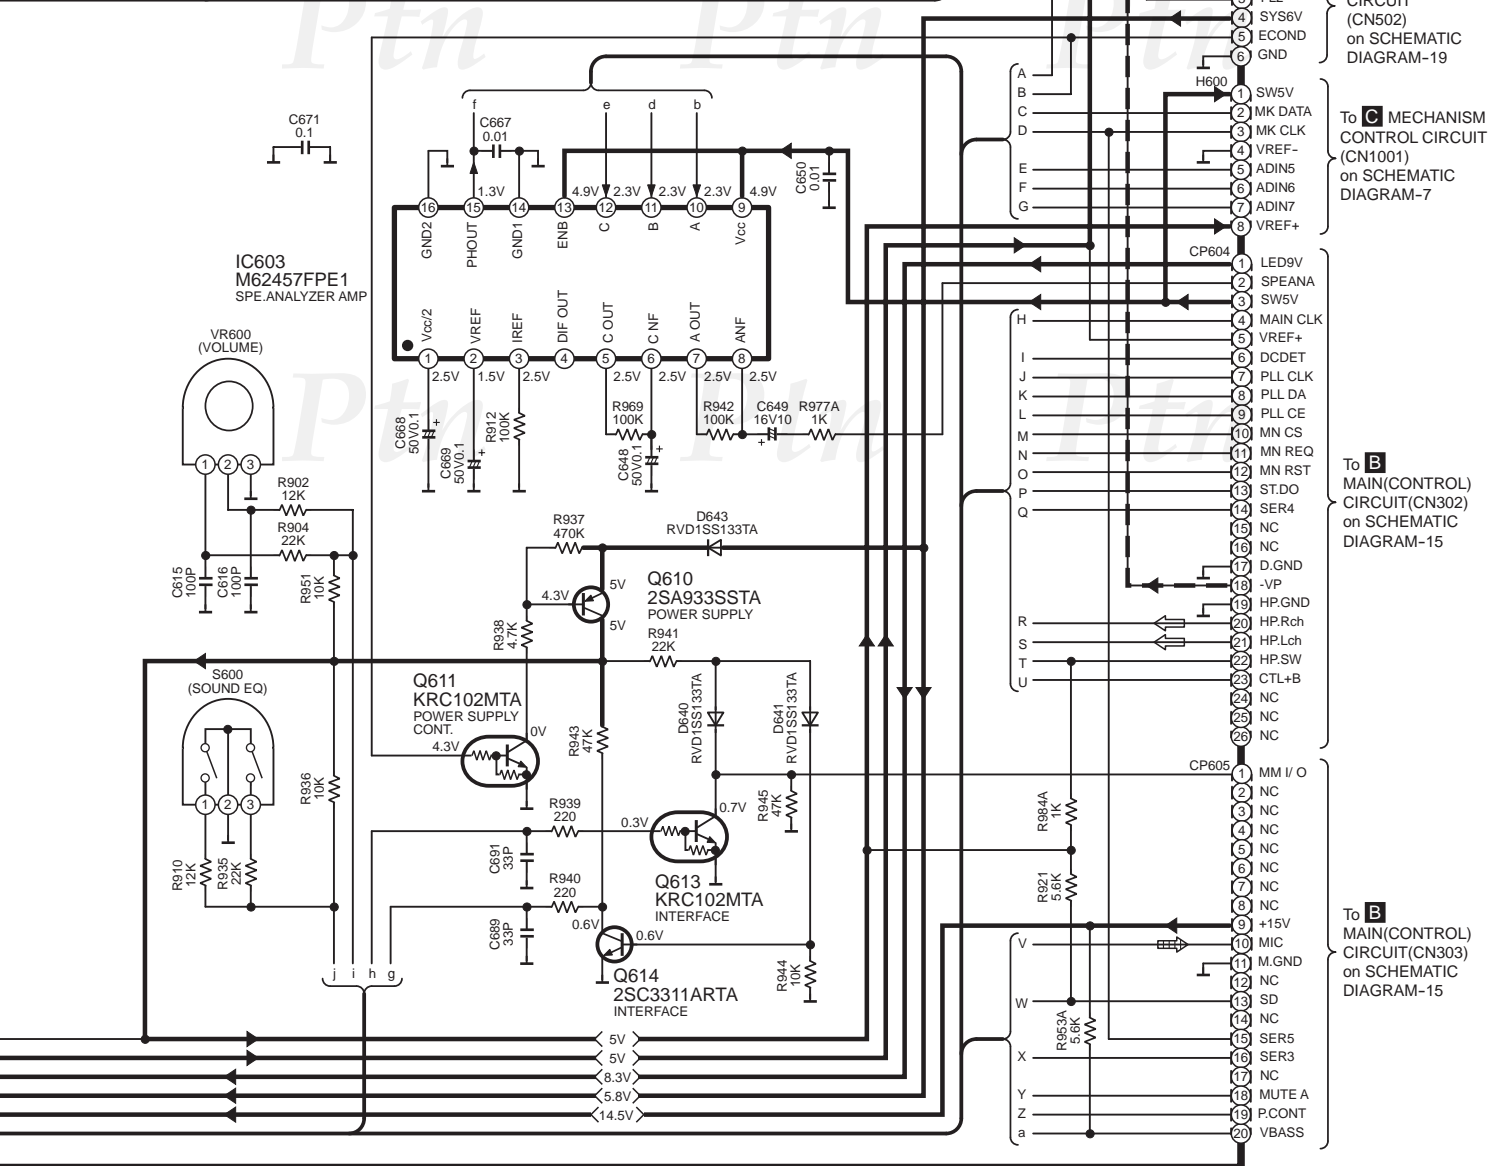 Ptn Ptn Ptn
CIRCUIT
(CN502)
on SCHEMATIC
DIAGRAM-19
4 SYS6V
5 ECOND
6 GND
H600
1 SW5V
2 MK DATA
3 MK CLK
4 VREF-
5 ADIN5
6 ADIN6
7 ADIN7
8 VREF+
To C MECHANISM
CONTROL CIRCUIT
(CN1001)
on SCHEMATIC
DIAGRAM-7
A
B
C
D
E
F
G
f e d b
C671
0.1
C667
0.01
C650
0.01
1.3V 4.9V 2.3V 2.3V 2.3V 4.9V
16 15 14 13 12 11 10 9
GND2 PHOUT GND1 ENB C B A Vcc
IC603
M62457FPE1
SPE.ANALYZER AMP
Vcc/2 VREF IREF DIF OUT C OUT C NF A OUT ANF
1 2 3 4 5 6 7 8
2.5V 1.5V 2.5V 2.5V 2.5V 2.5V 2.5V
Ptn Ptn Ptn
VR600
(VOLUME)
1 2 3
C668
50V0.1
C669
50V0.1
R912
100K
R969
100K
C648
50V0.1
R942
100K
C649
16V10
R977A
1K
CP604
1 LED9V
2 SPEANA
3 SW5V
4 MAIN CLK
5 VREF+
6 DCDET
7 PLL CLK
8 PLL DA
9 PLL CE
10 MN CS
11 MN REQ
12 MN RST
13 ST.DO
14 SER4
15 NC
16 NC
17 D.GND
18 -VP
19 HP.GND
20 HP.Rch
21 HP.Lch
22 HP.SW
23 CTL+B
24 NC
25 NC
26 NC
H
I
J
K
L
M
N
O
P
Q
R
S
T
U
To B
MAIN(CONTROL)
CIRCUIT(CN302)
on SCHEMATIC
DIAGRAM-15
R902
12K
R904
22K
C615
100P
C616
100P
R951
10K
R937
470K
D643
RVD1SS133TA
Q610
2SA933SSTA
POWER SUPPLY
5V
4.3V
5V
R938
4.7K
R941
22K
S600
(SOUND EQ)
1 2 3
Q611
KRC102MTA
POWER SUPPLY
CONT.
4.3V
0V
R943
47K
D640
RVD1SS133TA
D641
RVD1SS133TA
R936
10K
R910
12K
R935
22K
R939
220
0.3V
0.7V
R945
47K
C691
33P
Q613
KRC102MTA
INTERFACE
R940
220
C689
33P
0.6V
0.6V
Q614
2SC3311ARTA
INTERFACE
R944
10K
j i h g
R984A
1K
R921
5.6K
R953A
5.6K
CP605
1 MM I/ O
2 NC
3 NC
4 NC
5 NC
6 NC
7 NC
8 NC
9 +15V
10 MIC
11 M.GND
12 NC
13 SD
14 NC
15 SER5
16 SER3
17 NC
18 MUTE A
19 P.CONT
20 VBASS
V
W
X
Y
Z
a
To B
MAIN(CONTROL)
CIRCUIT(CN303)
on SCHEMATIC
DIAGRAM-15
5V
5V
8.3V
5.8V
14.5V